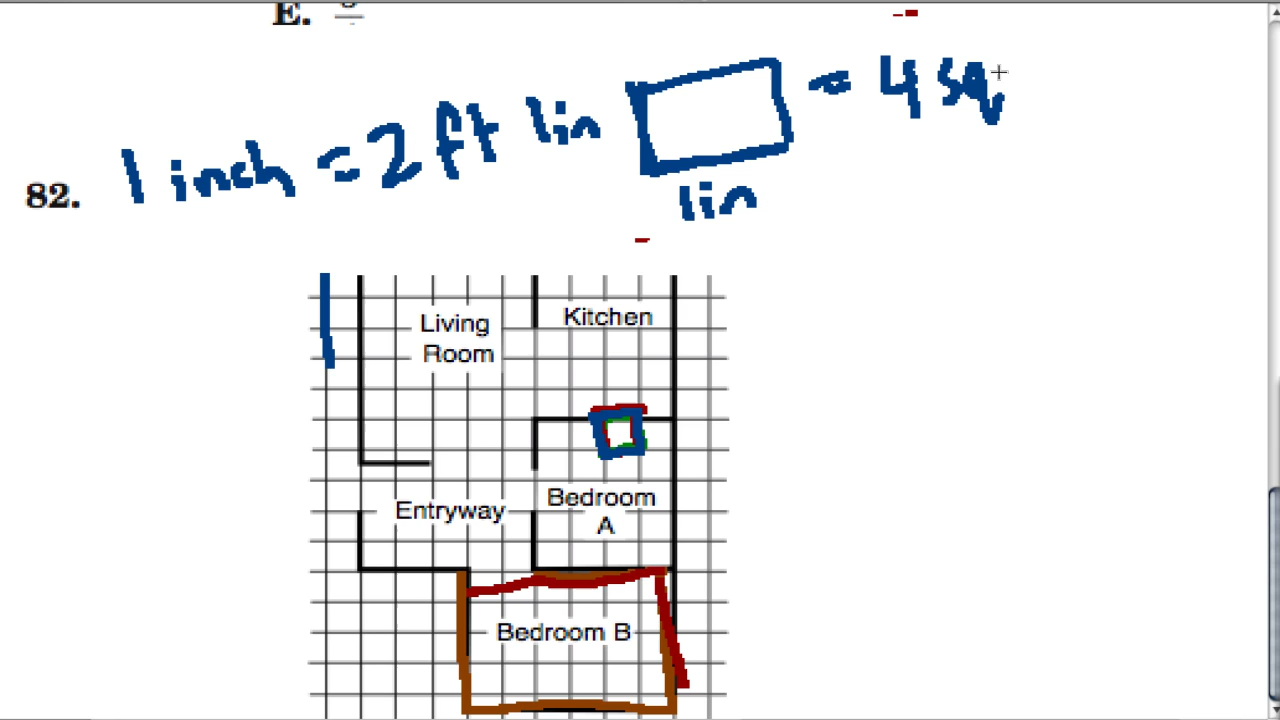 E.
1 inch = 2 ft 1in = 4 sq
1in
82.
Living
Room
Kitchen
Bedroom
A
Entryway
Bedroom B